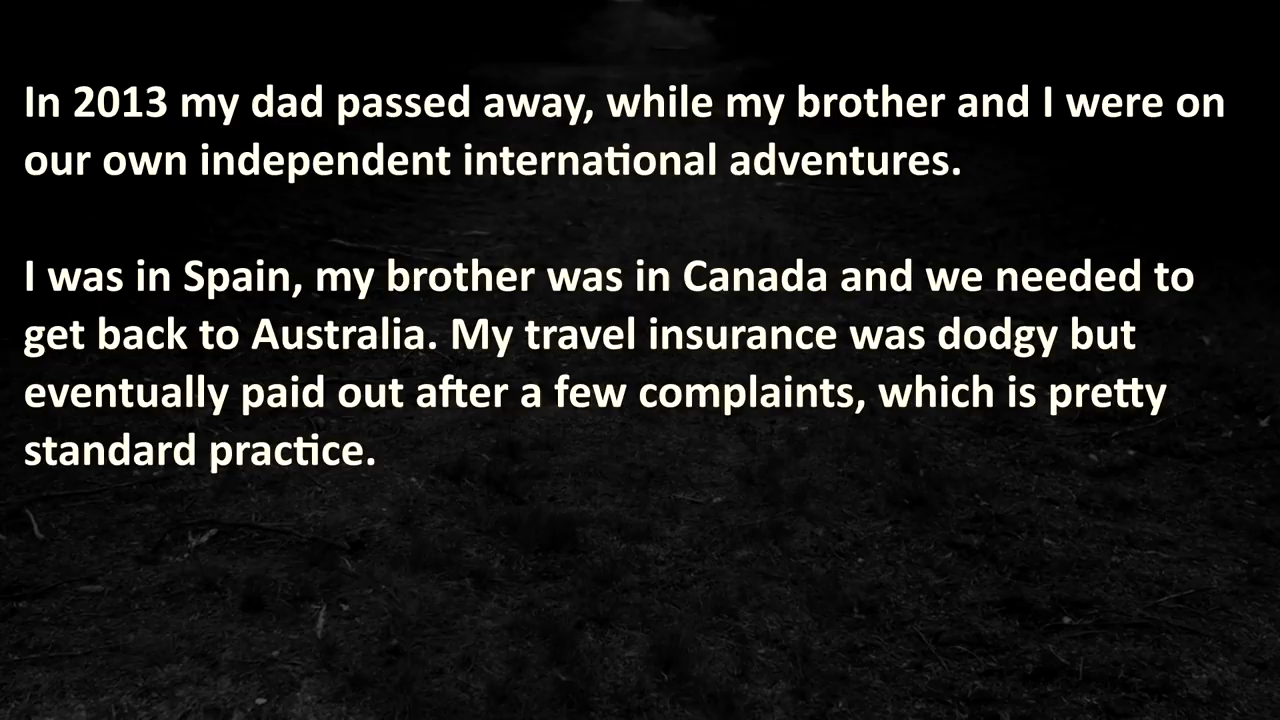 In 2013 my dad passed away, while my brother and I were on
our own independent international adventures.
I was in Spain, my brother was in Canada and we needed to
get back to Australia. My travel insurance was dodgy but
eventually paid out after a few complaints, which is pretty
standard practice.